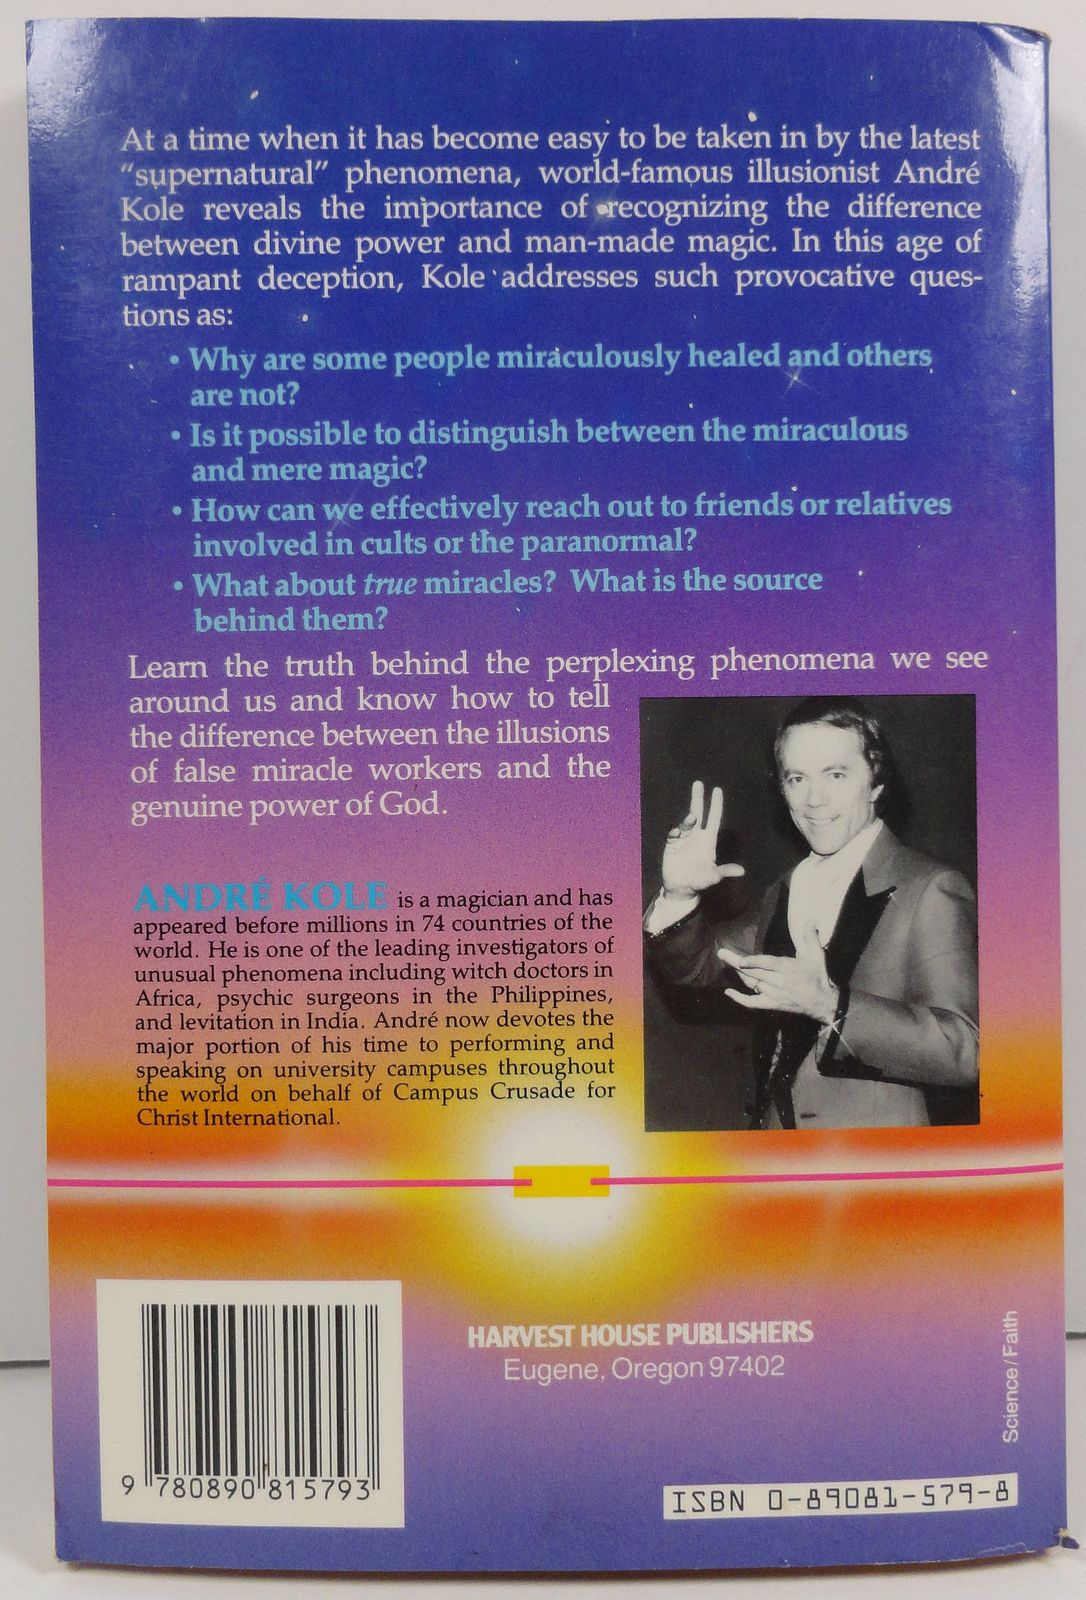 At a time when it has become easy to be taken in by the latest
"supernatural" phenomena, world-famous illusionist André
Kole reveals the importance of recognizing the difference
between divine power and man-made magic. In this age of
rampant deception, Kole addresses such provocative ques-
tions as:
• Why are some people miraculously healed and others
are not?
• Is it possible to distinguish between the miraculous
and mere magic?
• How can we effectively reach out to friends or relatives
involved in cults or the paranormal?
• What about true miracles? What is the source
behind them?
Learn the truth behind the perplexing phenomena we see
around us and know how to tell
the difference between the illusions
of false miracle workers and the
genuine power of God.
ANDRÉ KOLE is a magician and has
appeared before millions in 74 countries of the
world. He is one of the leading investigators of
unusual phenomena including witch doctors in
Africa, psychic surgeons in the Philippines,
and levitation in India. André now devotes the
major portion of his time to performing and
speaking on university campuses throughout
the world on behalf of Campus Crusade for
Christ International.
HARVEST HOUSE PUBLISHERS
Eugene, Oregon 97402
Science/Faith
9 780890 815793
ISBN 0-89081-579-8